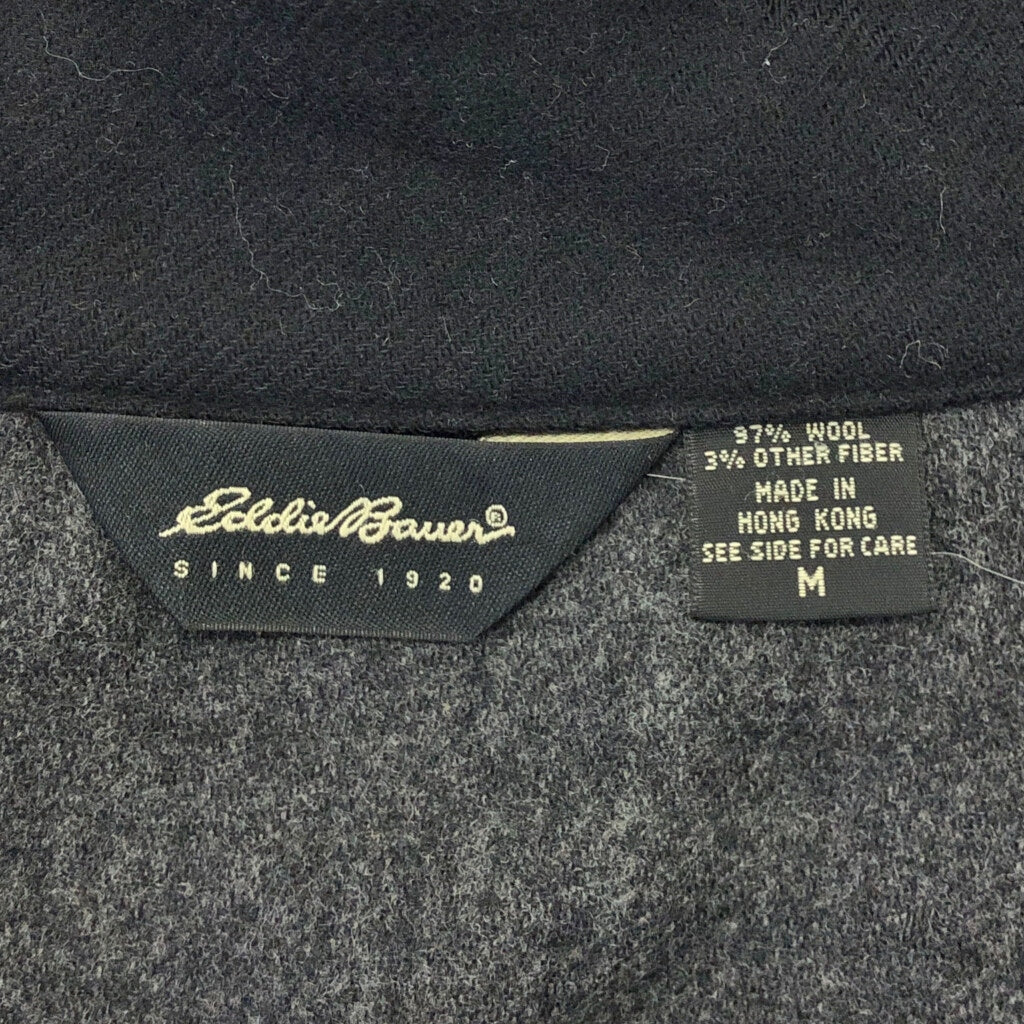 Eddie Bauer®
SINCE 1920
97% WOOL
3% OTHER FIBER
MADE IN
HONG KONG
SEE SIDE FOR CARE
M